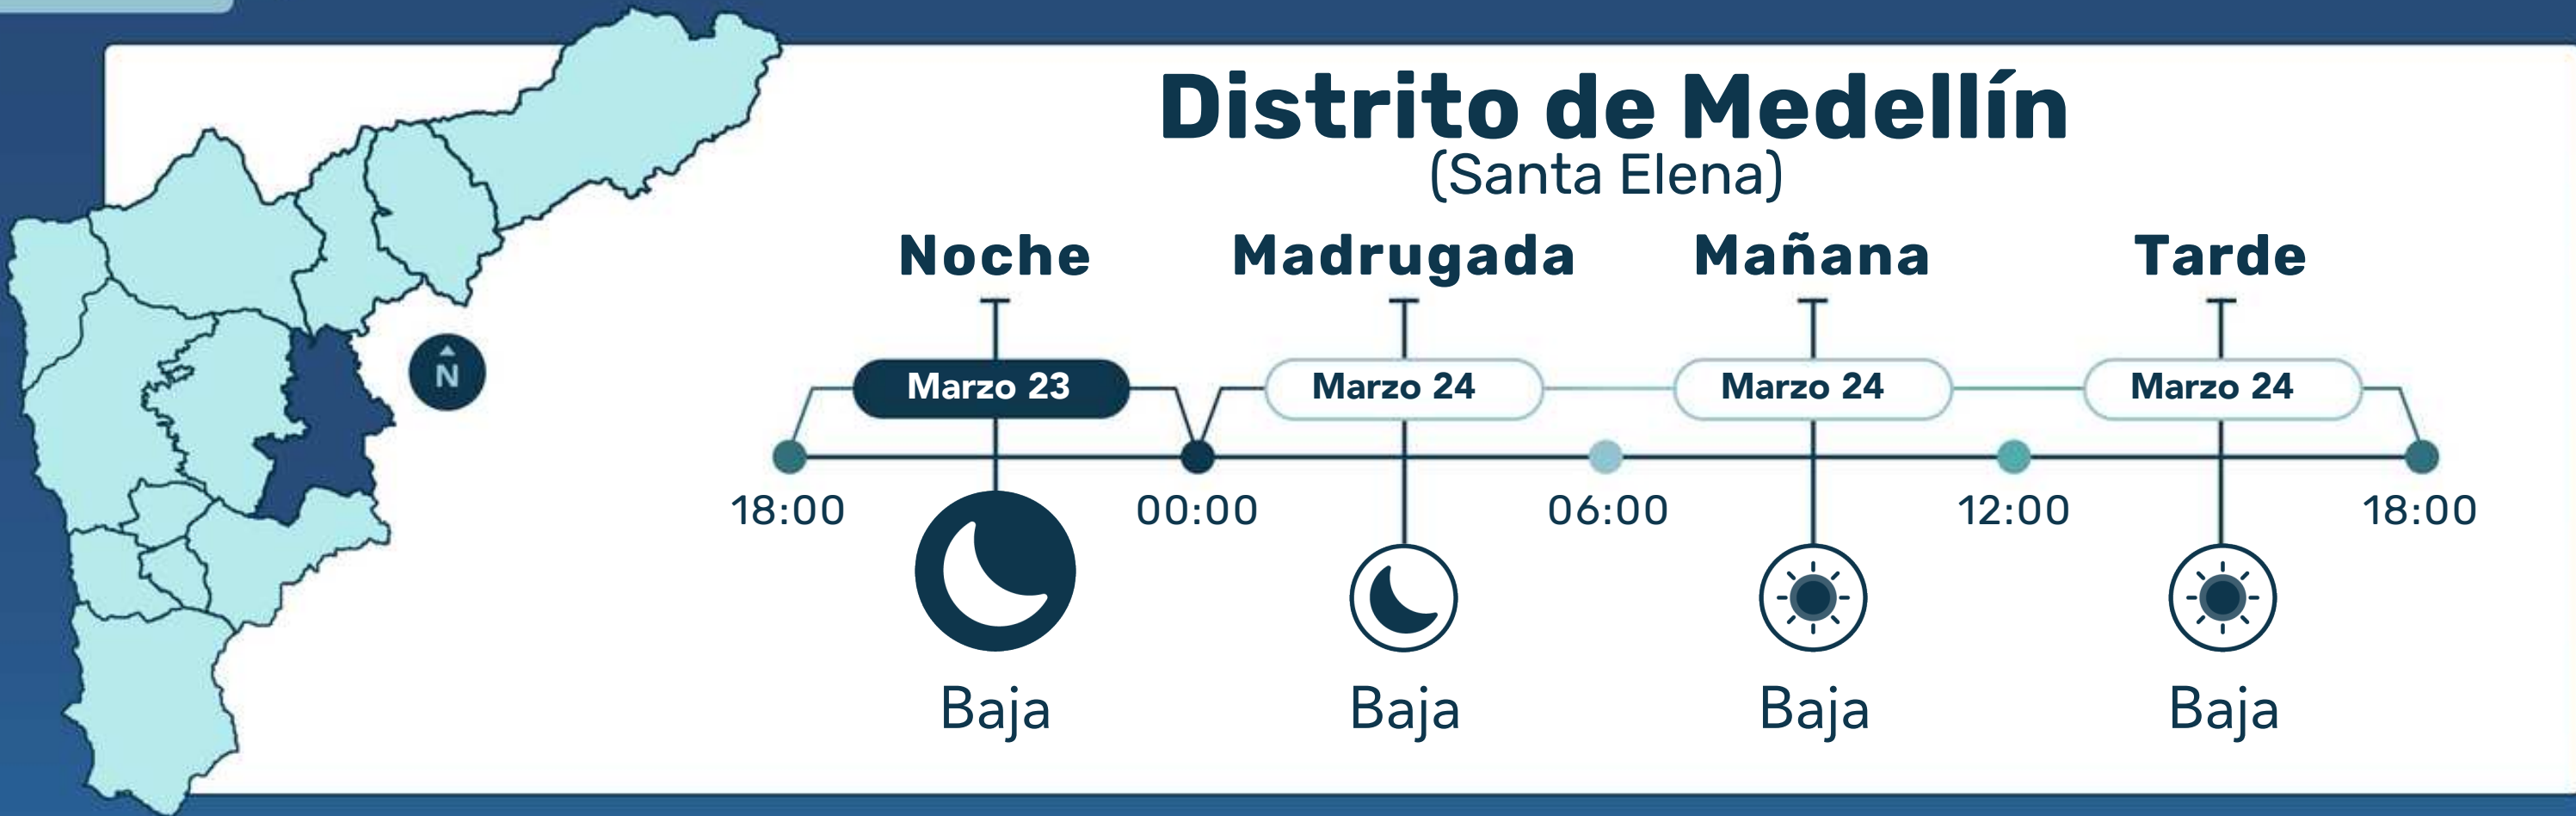 Distrito de Medellín
(Santa Elena)
Noche Madrugada Mañana Tarde
N
Marzo 23 Marzo 24 Marzo 24 Marzo 24
18:00 00:00 06:00 12:00 18:00
Baja Baja Baja Baja